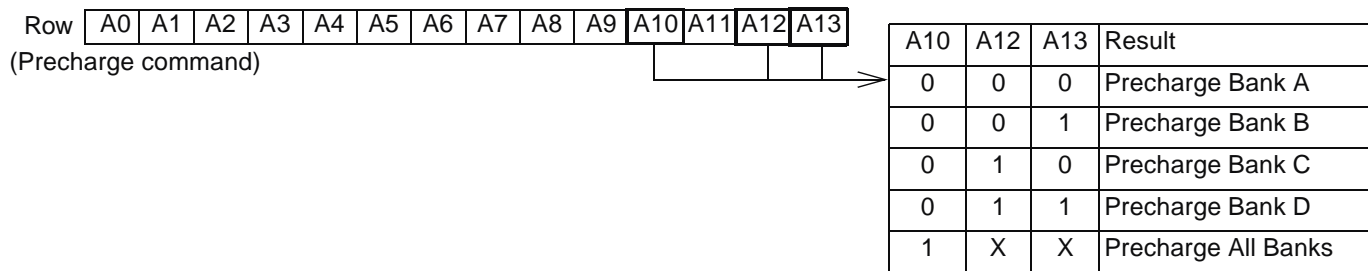 Row A0 A1 A2 A3 A4 A5 A6 A7 A8 A9 A10 A11 A12 A13
(Precharge command)
A10 A12 A13 Result
0 0 0 Precharge Bank A
0 0 1 Precharge Bank B
0 1 0 Precharge Bank C
0 1 1 Precharge Bank D
1 X X Precharge All Banks